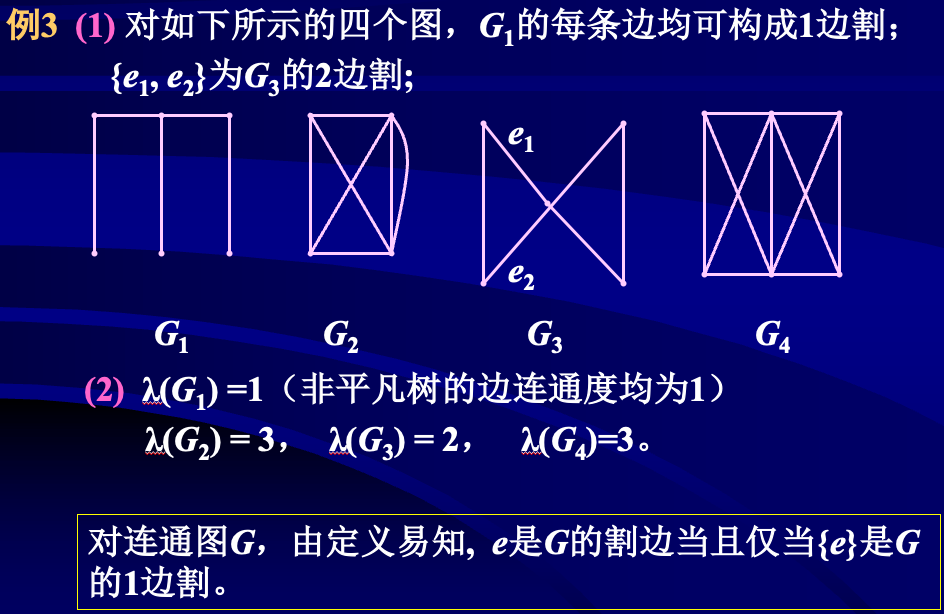 例3 (1) 对如下所示的四个图，G₁的每条边均可构成1边割；
{e₁, e₂}为G₃的2边割;
e₁
e₂
G₁ G₂ G₃ G₄
(2) λ(G₁) =1（非平凡树的边连通度均为1）
λ(G₂) = 3， λ(G₃) = 2， λ(G₄)=3。
对连通图G，由定义易知, e是G的割边当且仅当{e}是G
的1边割。